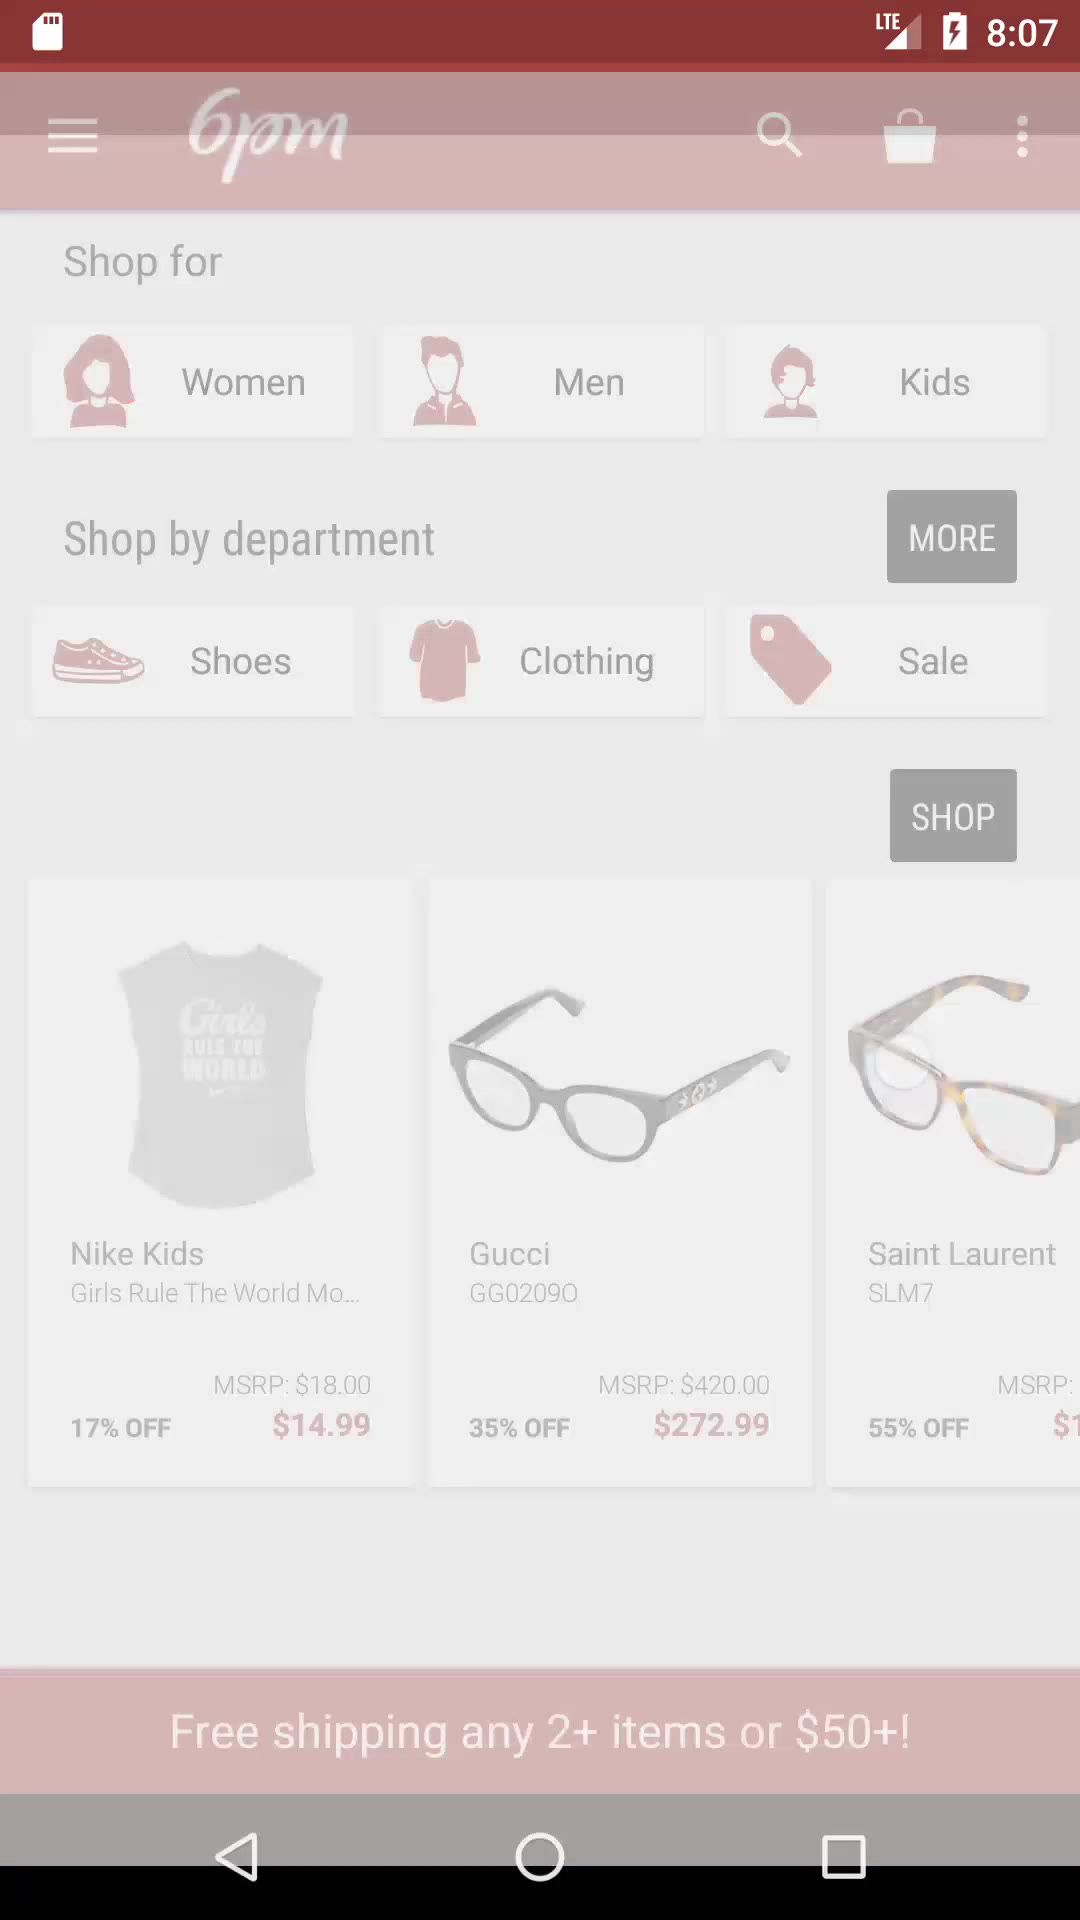 LTE 8:07
6pm
Shop for
Women Men Kids
Shop by department MORE
Shoes Clothing Sale
SHOP
Girls
RULE THE
WORLD
Nike Kids Gucci Saint Laurent
Girls Rule The World Mo... GG0209O SLM7
MSRP: $18.00 MSRP: $420.00 MSRP:
17% OFF $14.99 35% OFF $272.99 55% OFF $1
Free shipping any 2+ items or $50+!